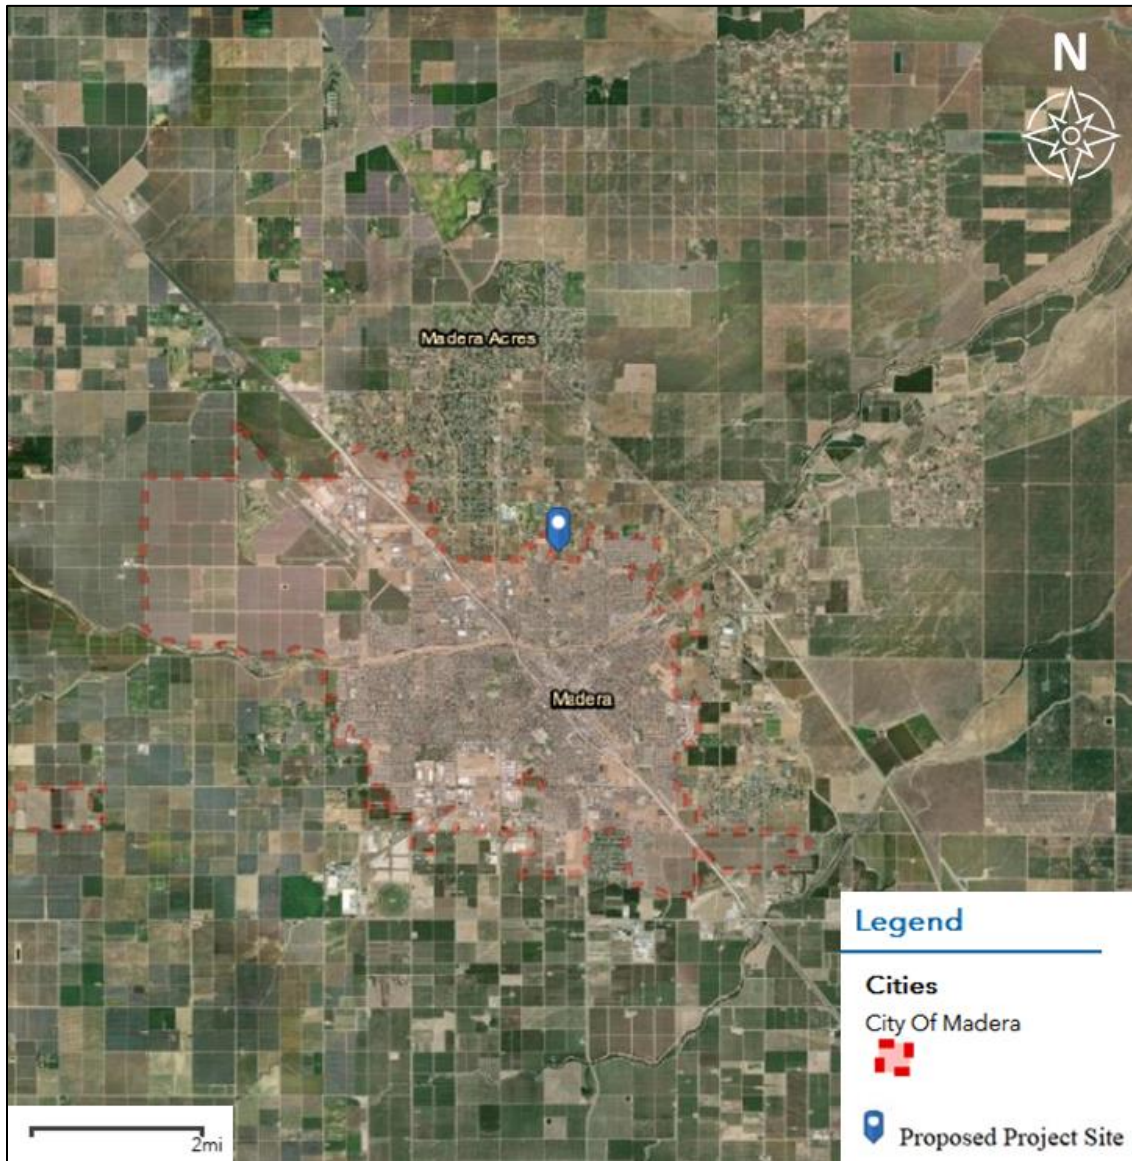 N
Madera Acres
Madera
Legend
Cities
City Of Madera
Proposed Project Site
2mi